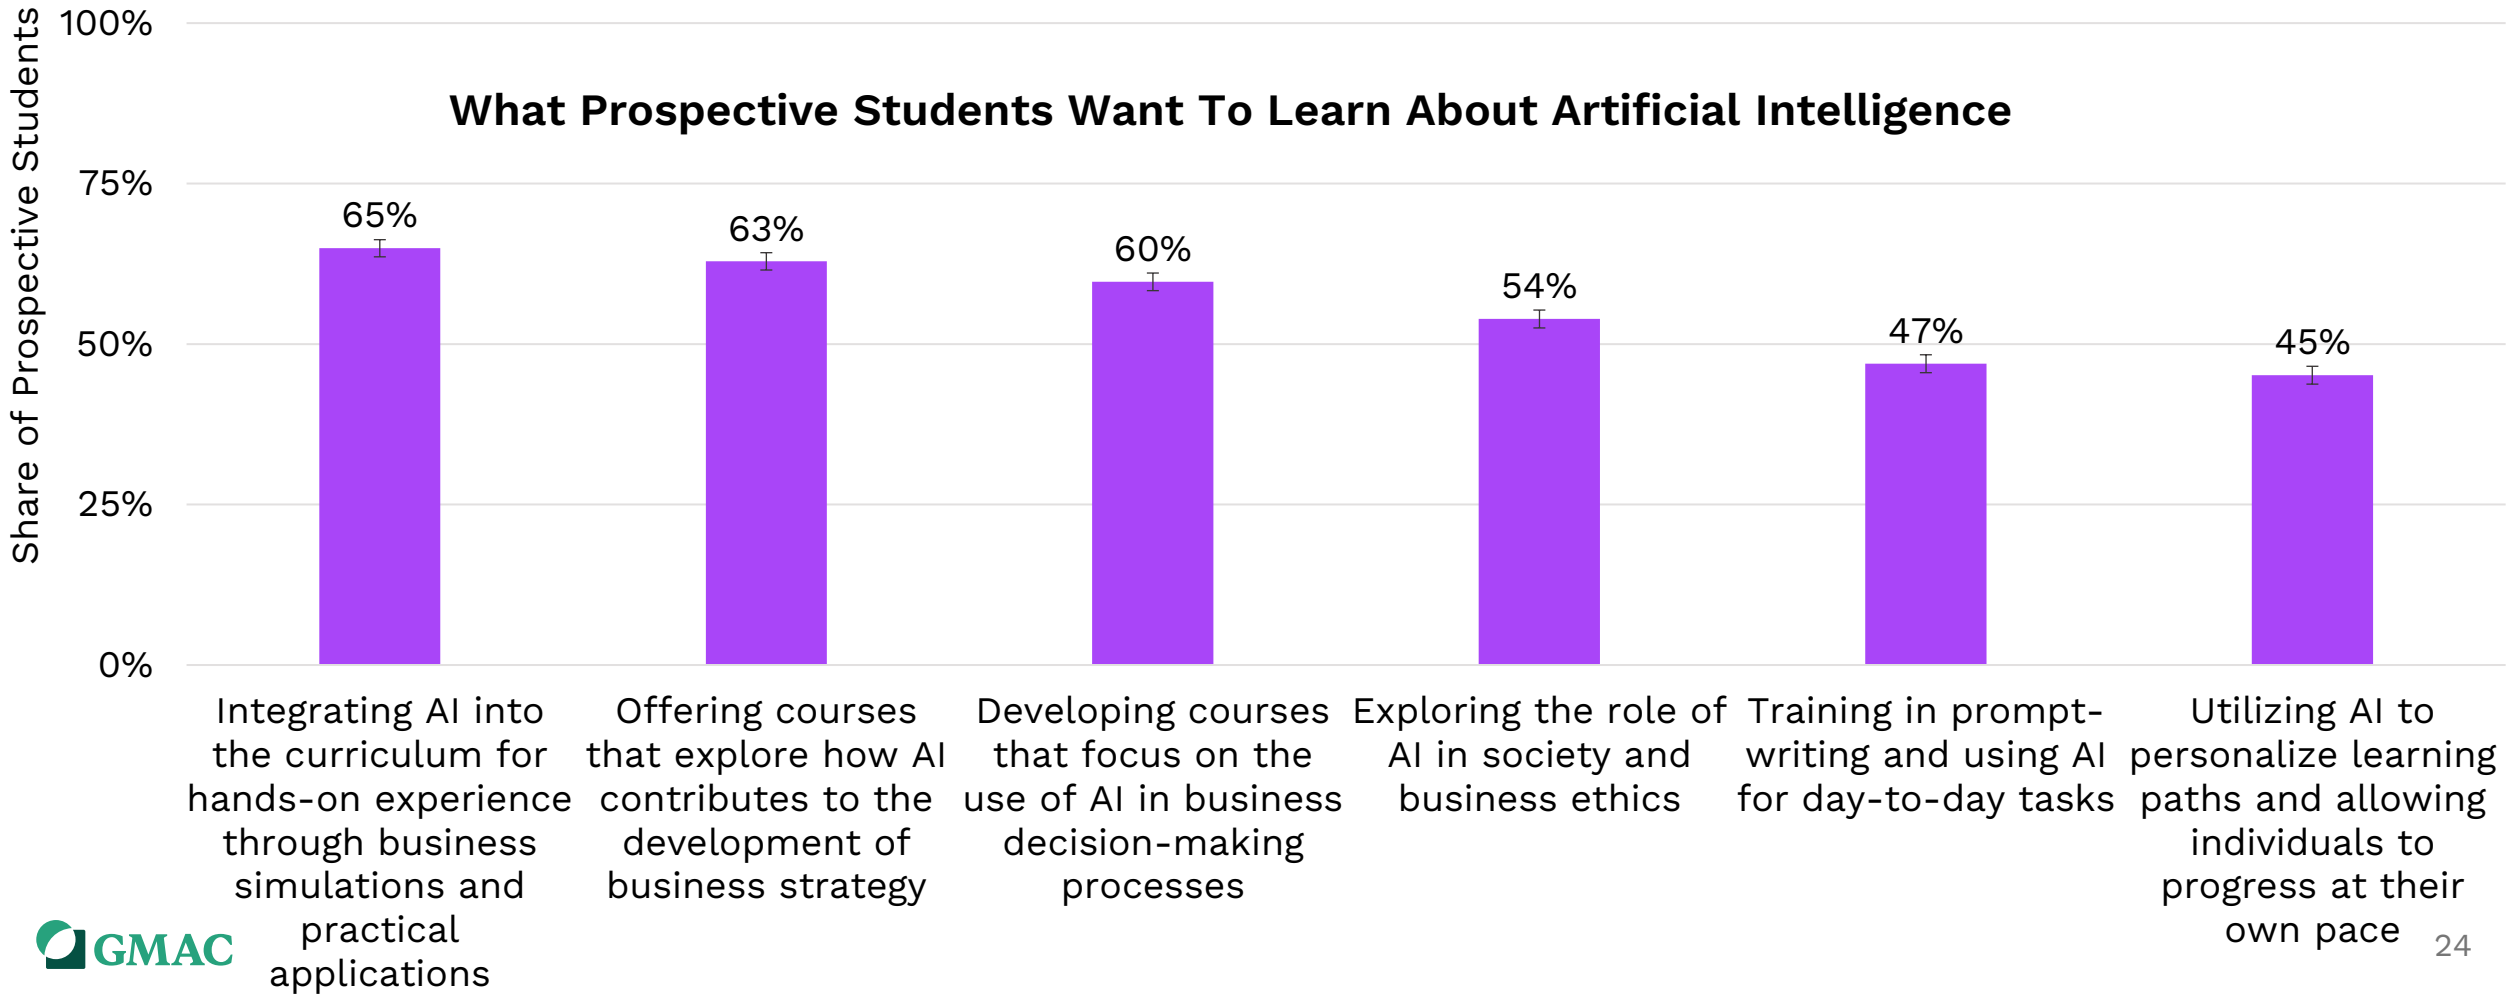 What Prospective Students Want To Learn About Artificial Intelligence
Share of Prospective Students
100%
75%
50%
25%
0%
65%
63%
60%
54%
47%
45%
Integrating AI into
the curriculum for
hands-on experience
through business
simulations and
practical
applications
Offering courses
that explore how AI
contributes to the
development of
business strategy
Developing courses
that focus on the
use of AI in business
decision-making
processes
Exploring the role of
AI in society and
business ethics
Training in prompt-
writing and using AI
for day-to-day tasks
Utilizing AI to
personalize learning
paths and allowing
individuals to
progress at their
own pace
GMAC
24